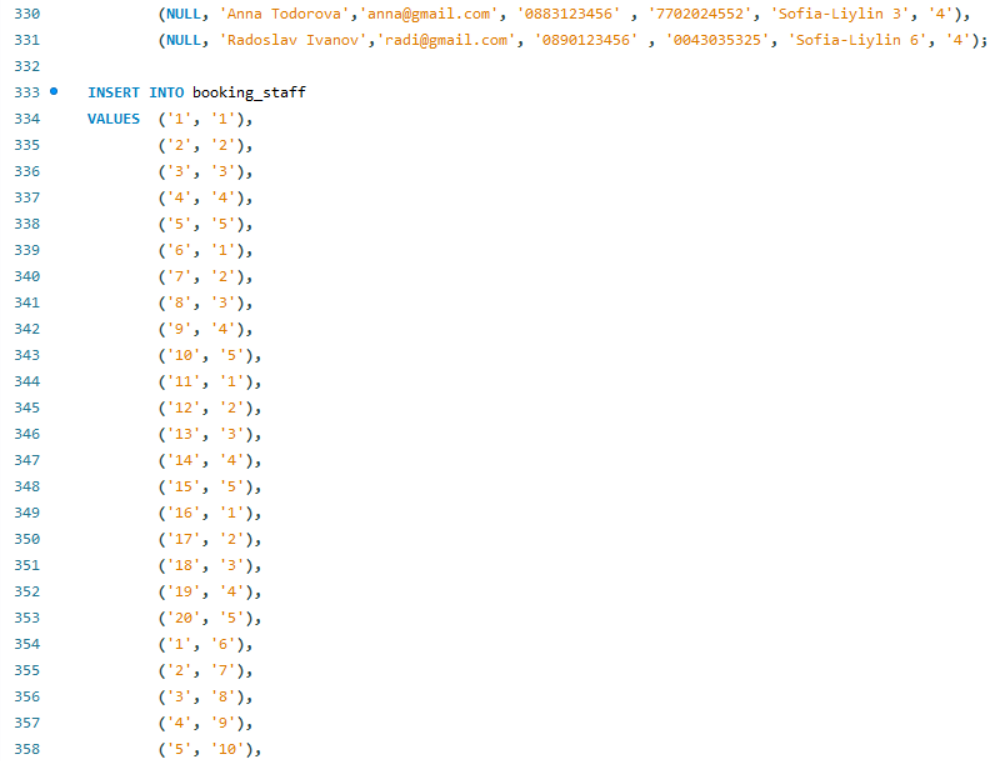 330 (NULL, 'Anna Todorova','anna@gmail.com', '0883123456' , '7702024552', 'Sofia-Liylin 3', '4'),
331 (NULL, 'Radoslav Ivanov','radi@gmail.com', '0890123456' , '0043035325', 'Sofia-Liylin 6', '4');
332
333 INSERT INTO booking_staff
334 VALUES ('1', '1'),
335 ('2', '2'),
336 ('3', '3'),
337 ('4', '4'),
338 ('5', '5'),
339 ('6', '1'),
340 ('7', '2'),
341 ('8', '3'),
342 ('9', '4'),
343 ('10', '5'),
344 ('11', '1'),
345 ('12', '2'),
346 ('13', '3'),
347 ('14', '4'),
348 ('15', '5'),
349 ('16', '1'),
350 ('17', '2'),
351 ('18', '3'),
352 ('19', '4'),
353 ('20', '5'),
354 ('1', '6'),
355 ('2', '7'),
356 ('3', '8'),
357 ('4', '9'),
358 ('5', '10'),